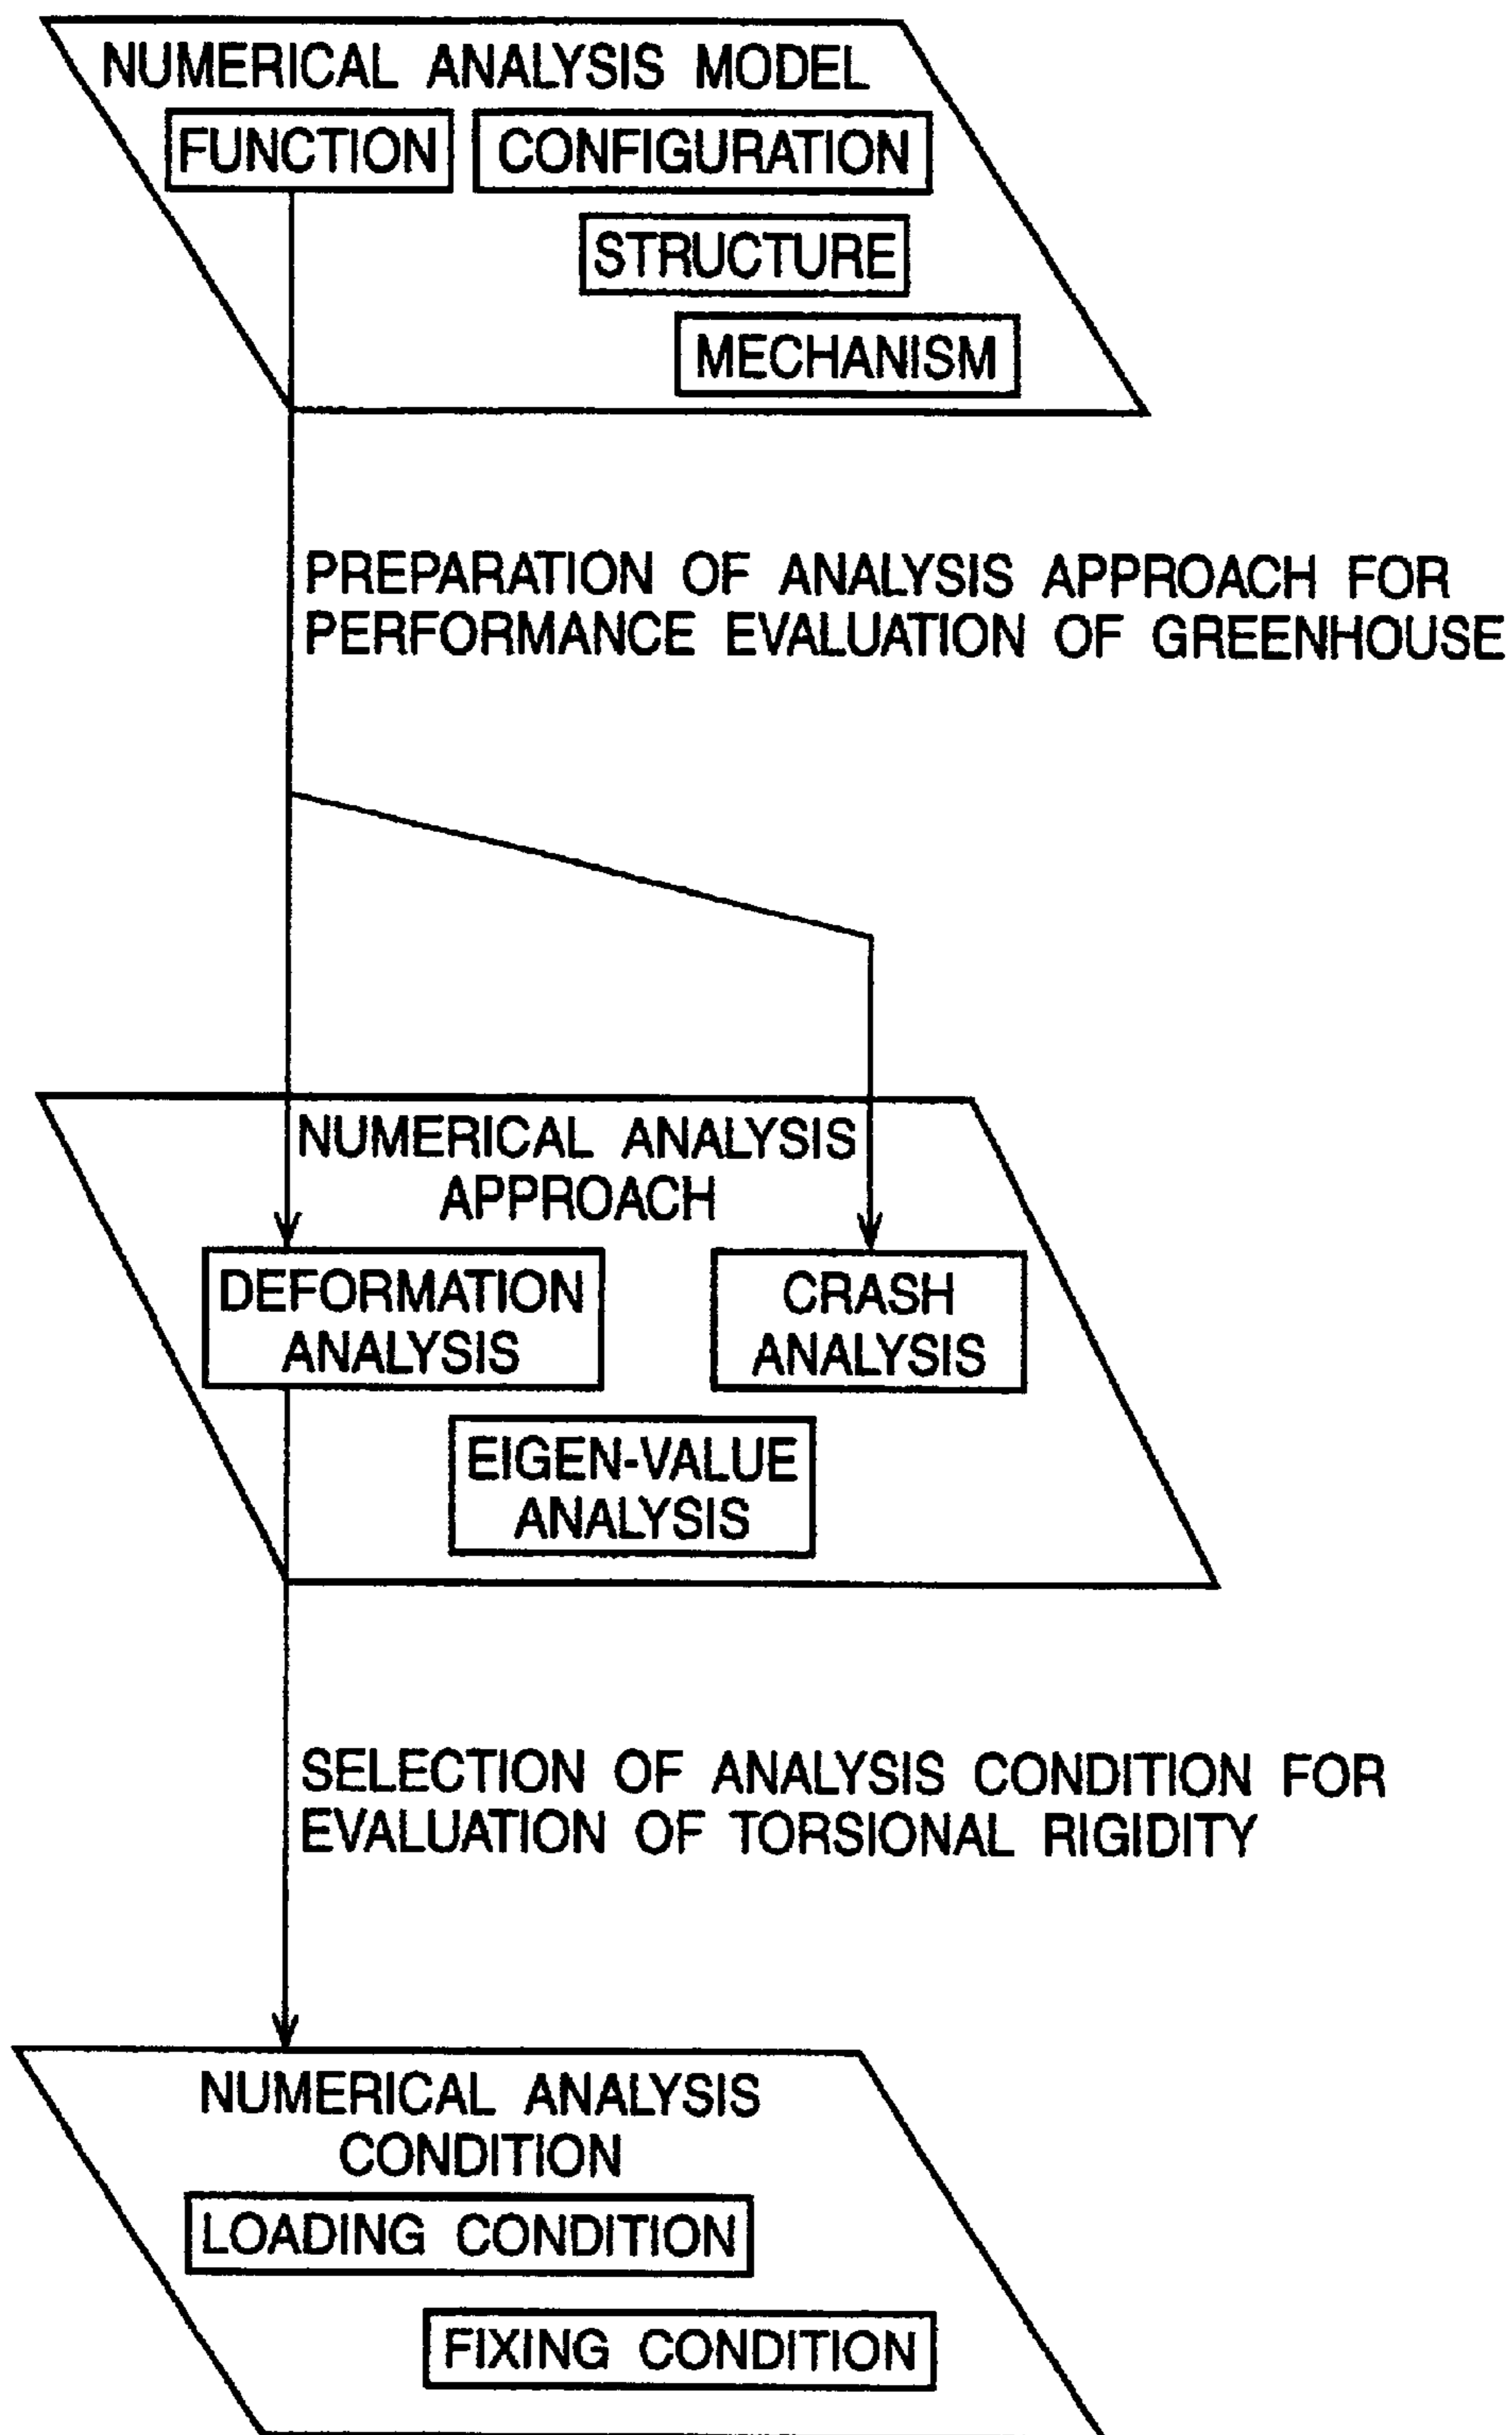 NUMERICAL ANALYSIS MODEL
FUNCTION
CONFIGURATION
STRUCTURE
MECHANISM
PREPARATION OF ANALYSIS APPROACH FOR
PERFORMANCE EVALUATION OF GREENHOUSE
NUMERICAL ANALYSIS
APPROACH
DEFORMATION
ANALYSIS
CRASH
ANALYSIS
EIGEN-VALUE
ANALYSIS
SELECTION OF ANALYSIS CONDITION FOR
EVALUATION OF TORSIONAL RIGIDITY
NUMERICAL ANALYSIS
CONDITION
LOADING CONDITION
FIXING CONDITION